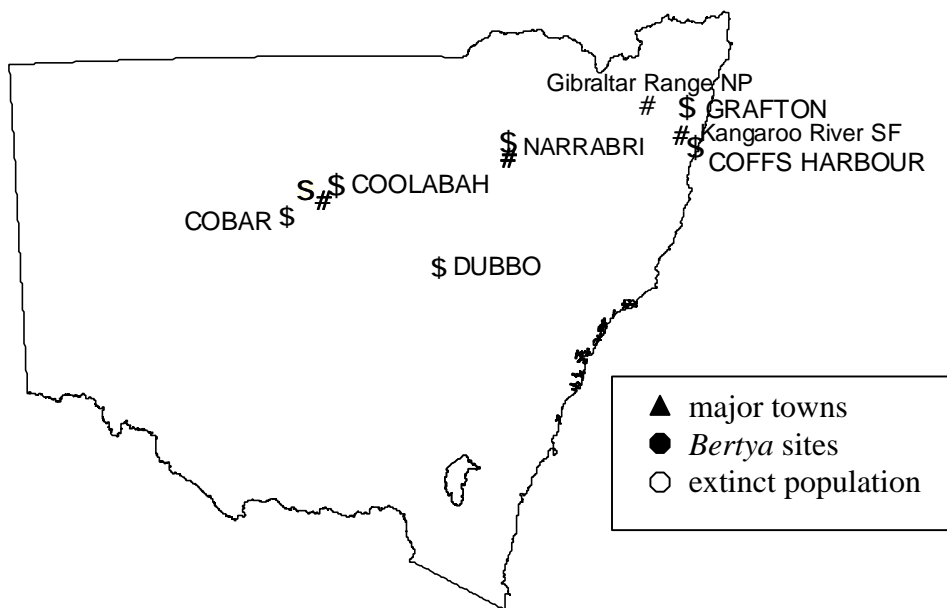 Gibraltar Range NP
#
$ GRAFTON
# Kangaroo River SF
$ COFFS HARBOUR
$ NARRABRI
#
S $ COOLABAH
#
COBAR $
$ DUBBO
major towns
Bertya sites
extinct population